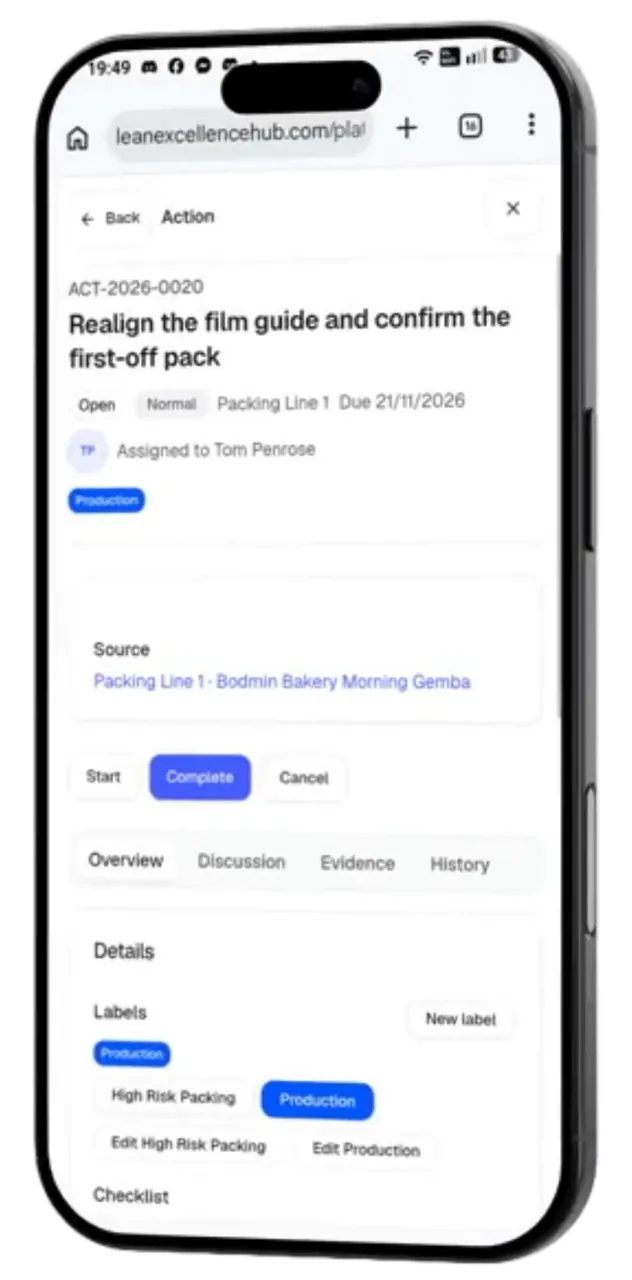 19:49
leanexcellencehub.com/plat
16
← Back Action ×
ACT-2026-0020
Realign the film guide and confirm the
first-off pack
Open Normal Packing Line 1 Due 21/11/2026
TP Assigned to Tom Penrose
Production
Source
Packing Line 1 · Bodmin Bakery Morning Gemba
Start Complete Cancel
Overview Discussion Evidence History
Details
Labels New label
Production
High Risk Packing Production
Edit High Risk Packing Edit Production
Checklist